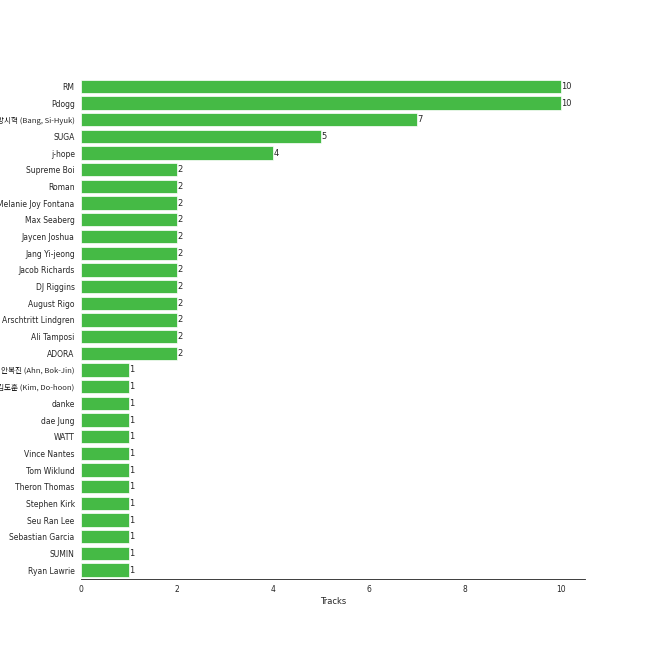 RM 10
Pdogg 10
방시혁 (Bang, Si-Hyuk) 7
SUGA 5
j-hope 4
Supreme Boi 2
Roman 2
Melanie Joy Fontana 2
Max Seaberg 2
Jaycen Joshua 2
Jang Yi-jeong 2
Jacob Richards 2
DJ Riggins 2
August Rigo 2
Arschtritt Lindgren 2
Ali Tamposi 2
ADORA 2
안복진 (Ahn, Bok-Jin) 1
김도훈 (Kim, Do-hoon) 1
danke 1
dae Jung 1
WATT 1
Vince Nantes 1
Tom Wiklund 1
Theron Thomas 1
Stephen Kirk 1
Seu Ran Lee 1
Sebastian Garcia 1
SUMIN 1
Ryan Lawrie 1
0 2 4 6 8 10
Tracks